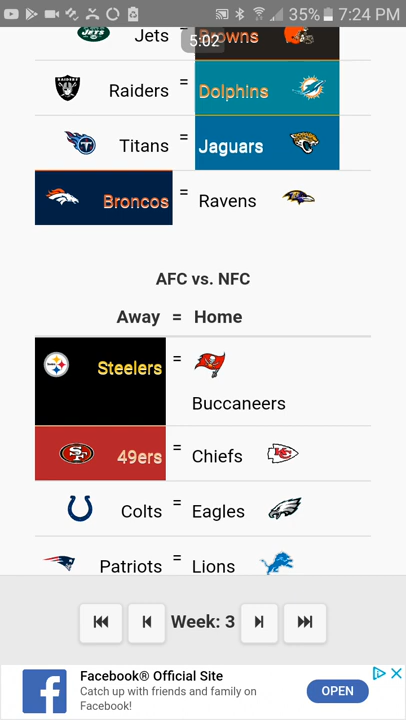 35% 7:24 PM
5:02
Jets = Browns
Raiders = Dolphins
Titans = Jaguars
Broncos = Ravens
AFC vs. NFC
Away = Home
Steelers = Buccaneers
49ers = Chiefs
Colts = Eagles
Patriots = Lions
Week: 3
Facebook® Official Site
Catch up with friends and family on
Facebook!
OPEN